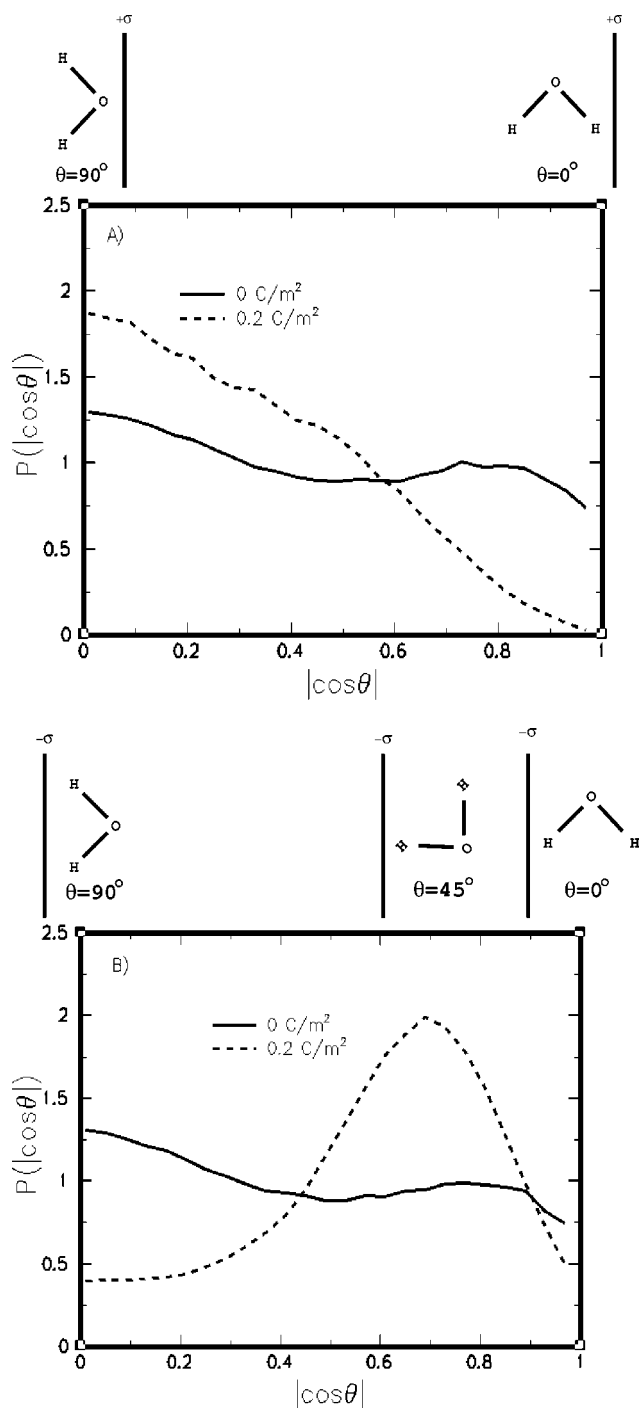 +σ +σ
H O
O
H H H
θ=90° θ=0°
2.5
A)
2
0 C/m²
0.2 C/m²
1.5
P(|cosθ|)
1
0.5
0
0 0.2 0.4 0.6 0.8 1
|cosθ|
−σ −σ −σ
H H O
O H O H H
H
θ=90° θ=45° θ=0°
2.5
B)
2
0 C/m²
0.2 C/m²
1.5
P(|cosθ|)
1
0.5
0
0 0.2 0.4 0.6 0.8 1
|cosθ|